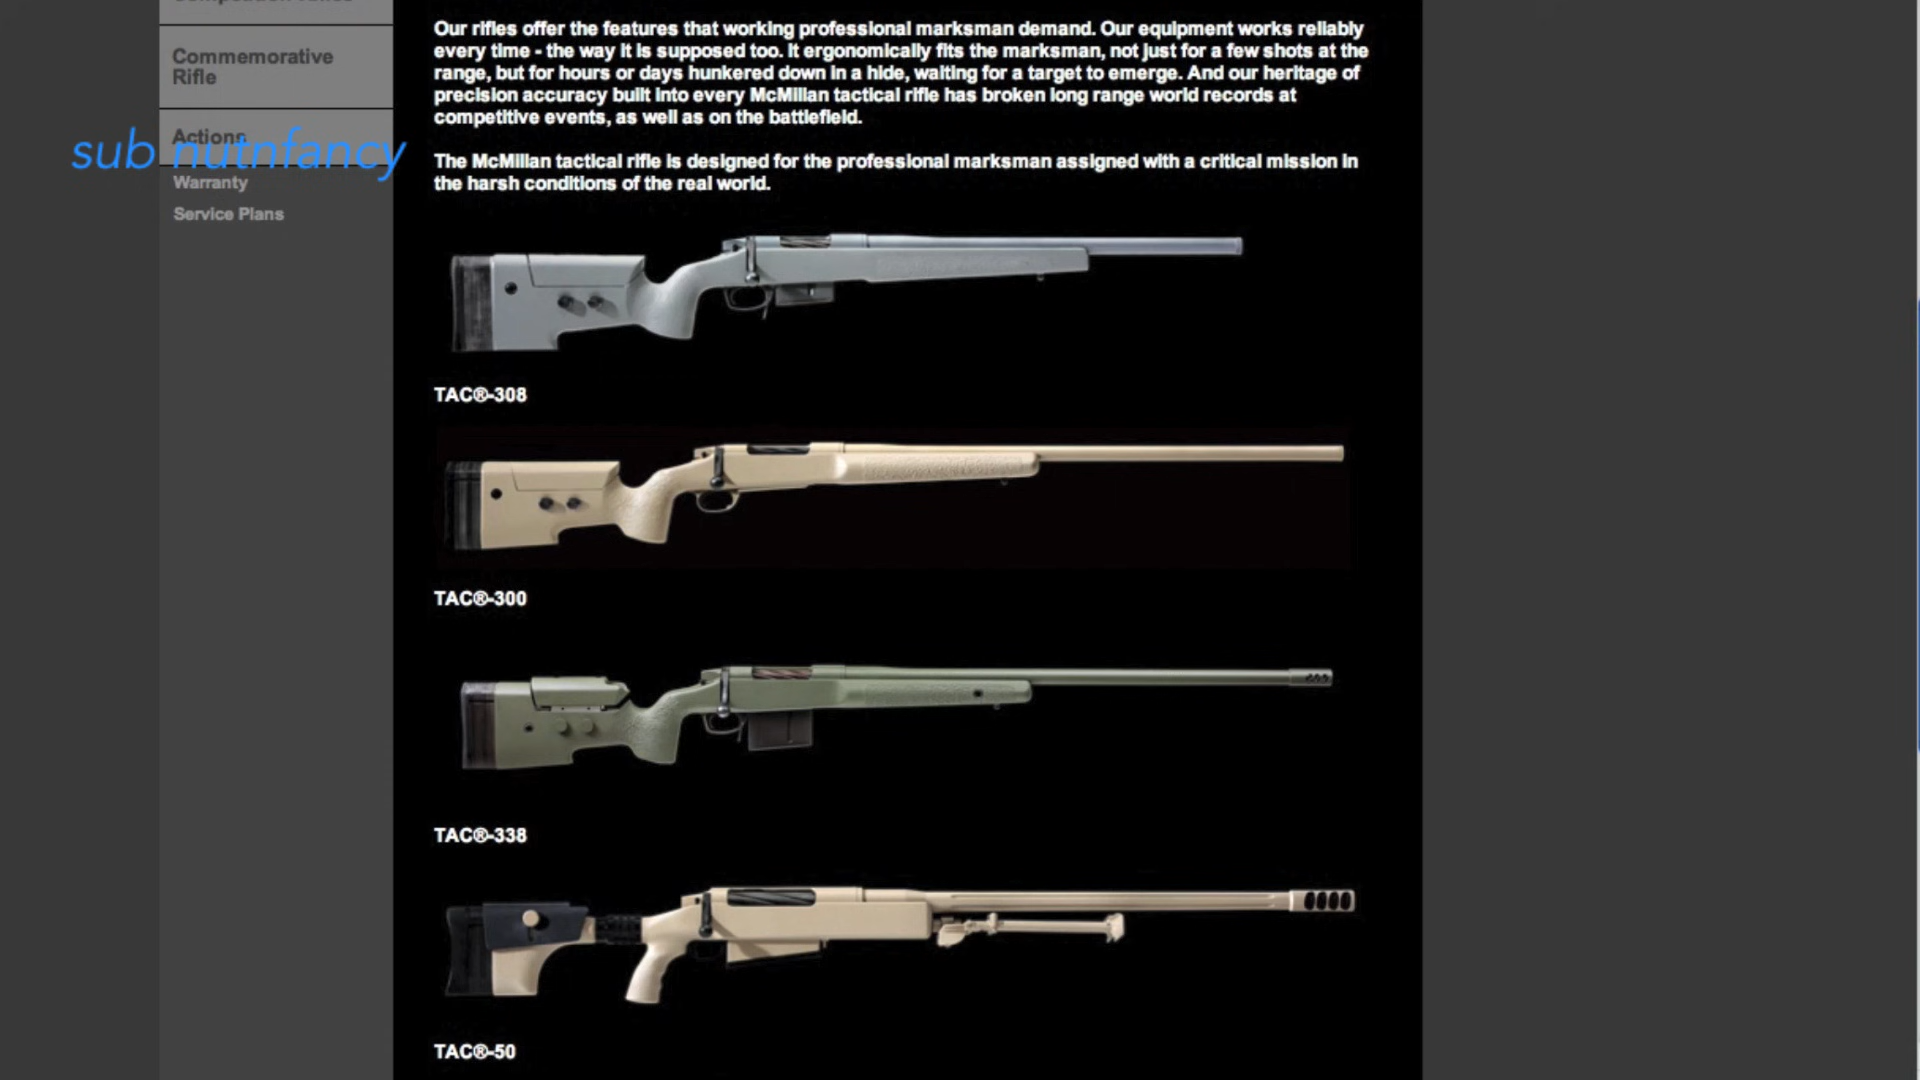 Competition Rifles
Commemorative
Rifle
Actions
sub nutnfancy
Warranty
Service Plans
Our rifles offer the features that working professional marksman demand. Our equipment works reliably
every time - the way it is supposed too. It ergonomically fits the marksman, not just for a few shots at the
range, but for hours or days hunkered down in a hide, waiting for a target to emerge. And our heritage of
precision accuracy built into every McMillan tactical rifle has broken long range world records at
competitive events, as well as on the battlefield.
The McMillan tactical rifle is designed for the professional marksman assigned with a critical mission in
the harsh conditions of the real world.
TAC®-308
TAC®-300
TAC®-338
TAC®-50